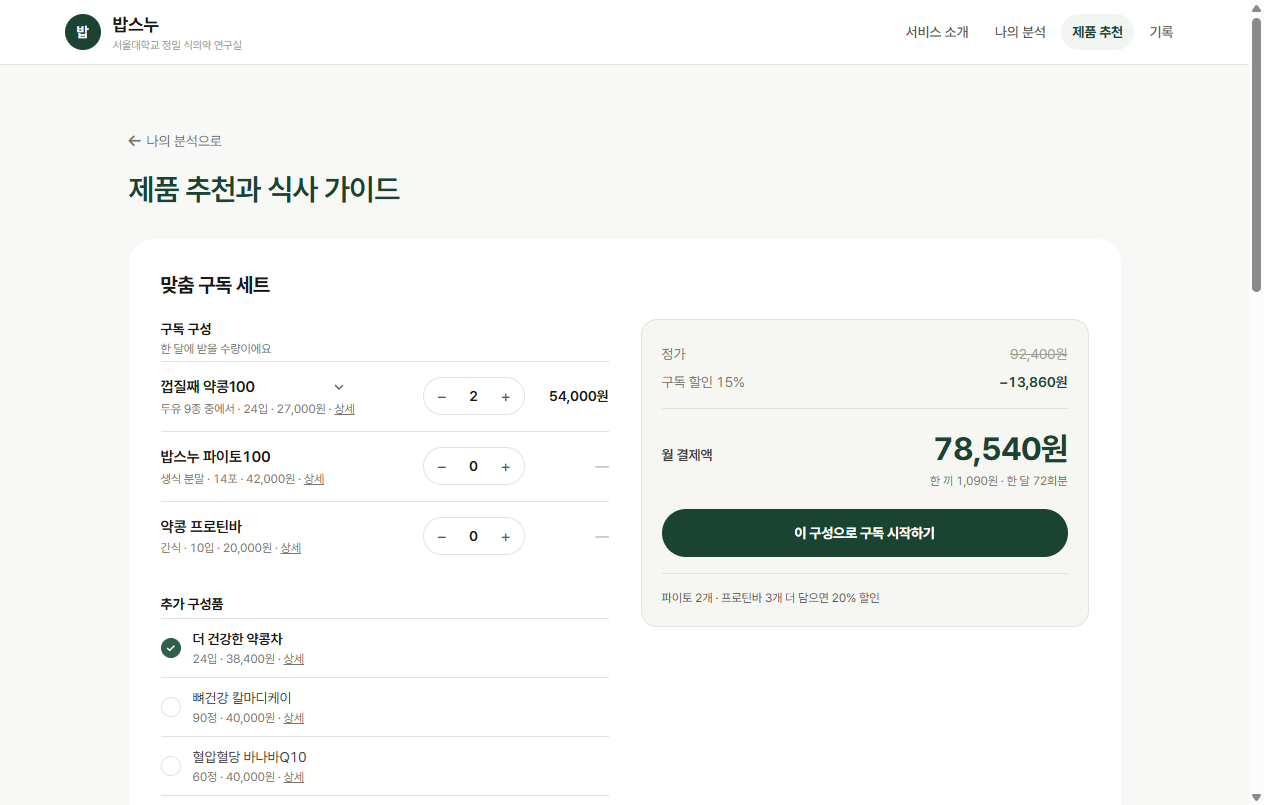 밥
밥스누
서울대학교 정밀 식의약 연구실
서비스 소개
나의 분석
제품 추천
기록
← 나의 분석으로
제품 추천과 식사 가이드
맞춤 구독 세트
구독 구성
한 달에 받을 수량이에요
껍질째 약콩100
두유 9종 중에서 · 24입 · 27,000원 · 상세
− 2 +
54,000원
밥스누 파이토100
생식 분말 · 14포 · 42,000원 · 상세
− 0 +
—
약콩 프로틴바
간식 · 10입 · 20,000원 · 상세
− 0 +
—
추가 구성품
더 건강한 약콩차
24입 · 38,400원 · 상세
뼈건강 칼마디케이
90정 · 40,000원 · 상세
혈압혈당 바나바Q10
60정 · 40,000원 · 상세
정가 92,400원
구독 할인 15% −13,860원
월 결제액 78,540원
한 끼 1,090원 · 한 달 72회분
이 구성으로 구독 시작하기
파이토 2개 · 프로틴바 3개 더 담으면 20% 할인